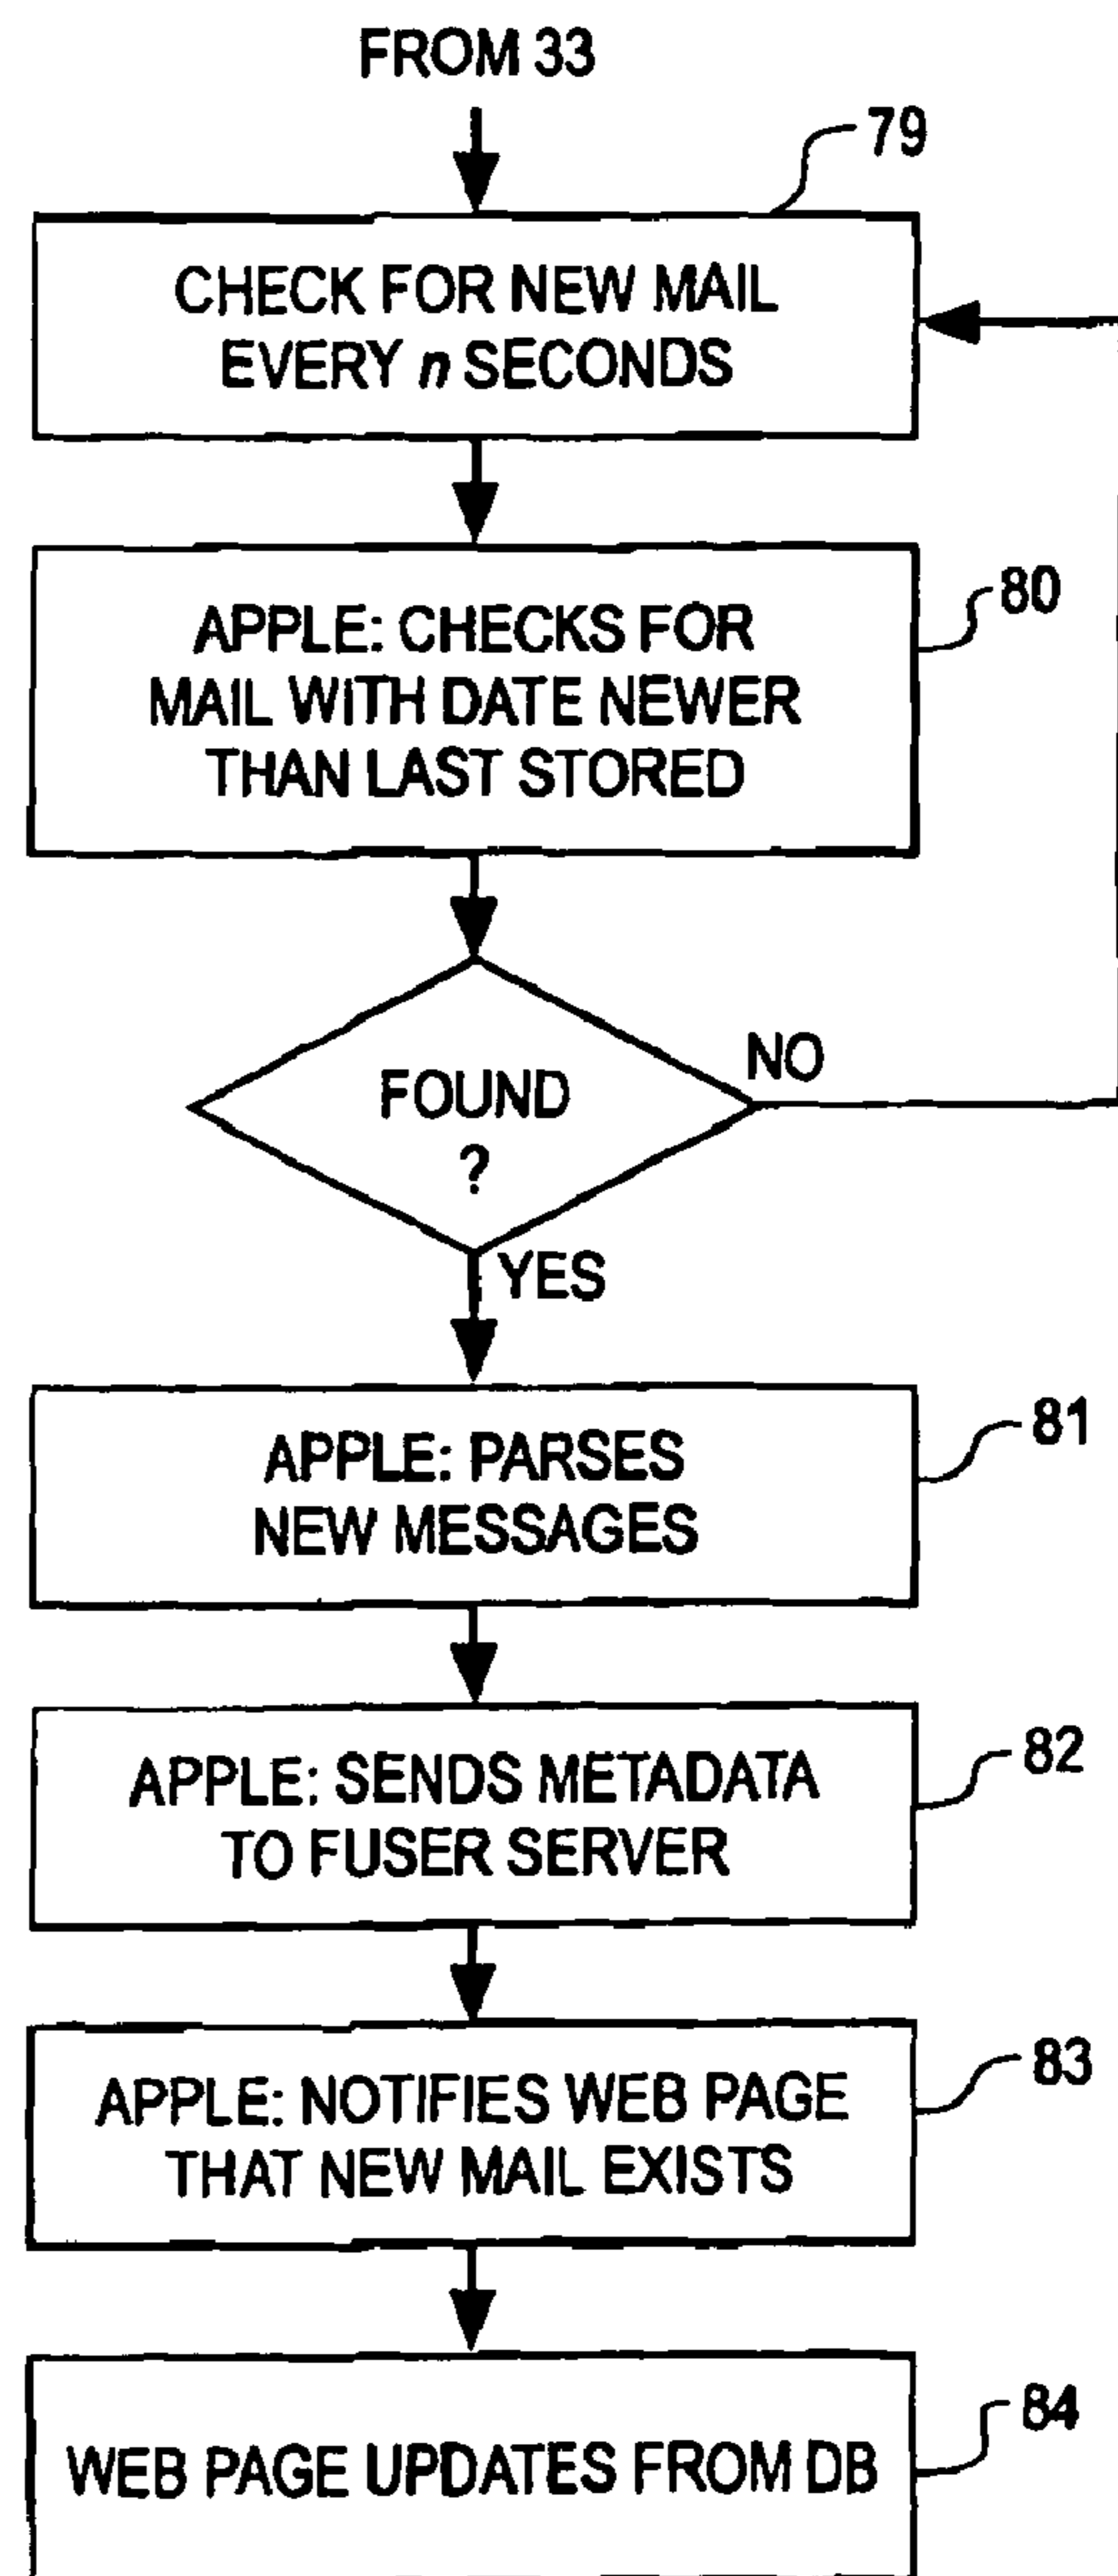 FROM 33
79
CHECK FOR NEW MAIL
EVERY n SECONDS
80
APPLE: CHECKS FOR
MAIL WITH DATE NEWER
THAN LAST STORED
FOUND
?
NO
YES
81
APPLE: PARSES
NEW MESSAGES
82
APPLE: SENDS METADATA
TO FUSER SERVER
83
APPLE: NOTIFIES WEB PAGE
THAT NEW MAIL EXISTS
84
WEB PAGE UPDATES FROM DB